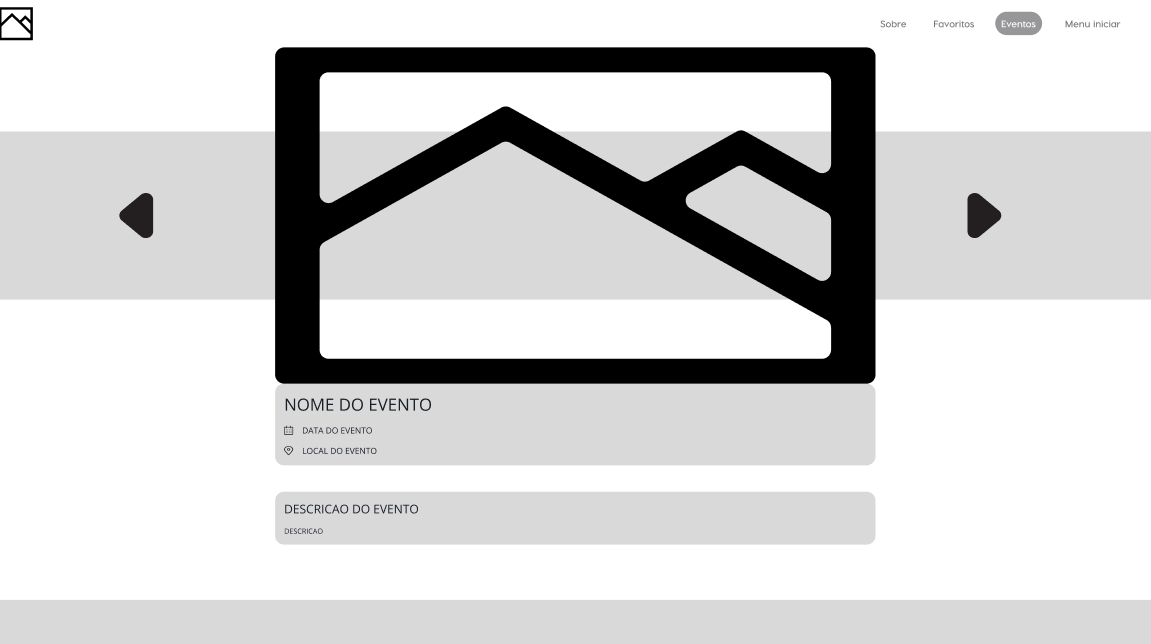 Sobre
Favoritos
Eventos
Menu iniciar
NOME DO EVENTO
DATA DO EVENTO
LOCAL DO EVENTO
DESCRICAO DO EVENTO
DESCRICAO